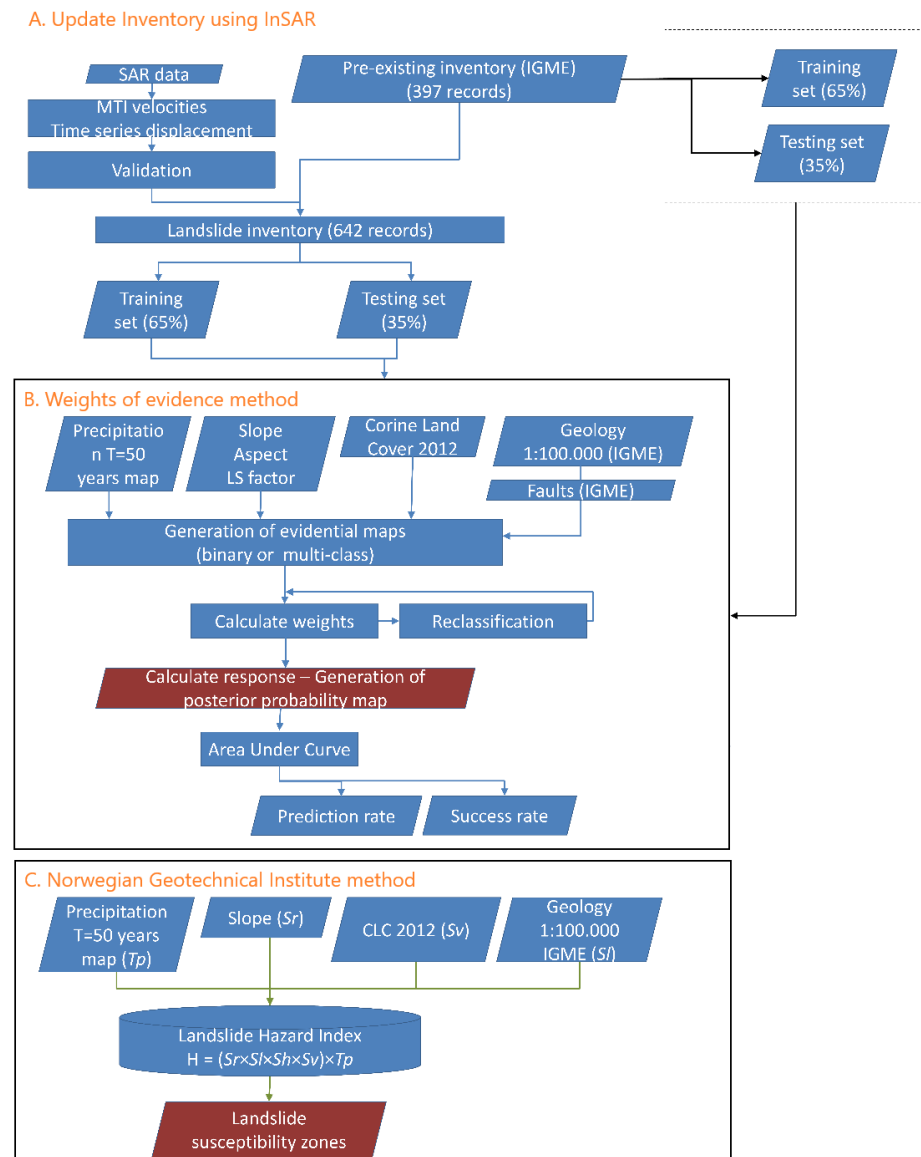 A. Update Inventory using InSAR
SAR data
MTI velocities
Time series displacement
Validation
Pre-existing inventory (IGME)
(397 records)
Training
set (65%)
Testing set
(35%)
Landslide inventory (642 records)
Training
set (65%)
Testing set
(35%)
B. Weights of evidence method
Precipitatio
n T=50
years map
Slope
Aspect
LS factor
Corine Land
Cover 2012
Geology
1:100.000 (IGME)
Faults (IGME)
Generation of evidential maps
(binary or multi-class)
Calculate weights
Reclassification
Calculate response – Generation of
posterior probability map
Area Under Curve
Prediction rate
Success rate
C. Norwegian Geotechnical Institute method
Precipitation
T=50 years
map (Tp)
Slope (Sr)
CLC 2012 (Sv)
Geology
1:100.000
IGME (Sl)
Landslide Hazard Index
H = (Sr×Sl×Sh×Sv)×Tp
Landslide
susceptibility zones